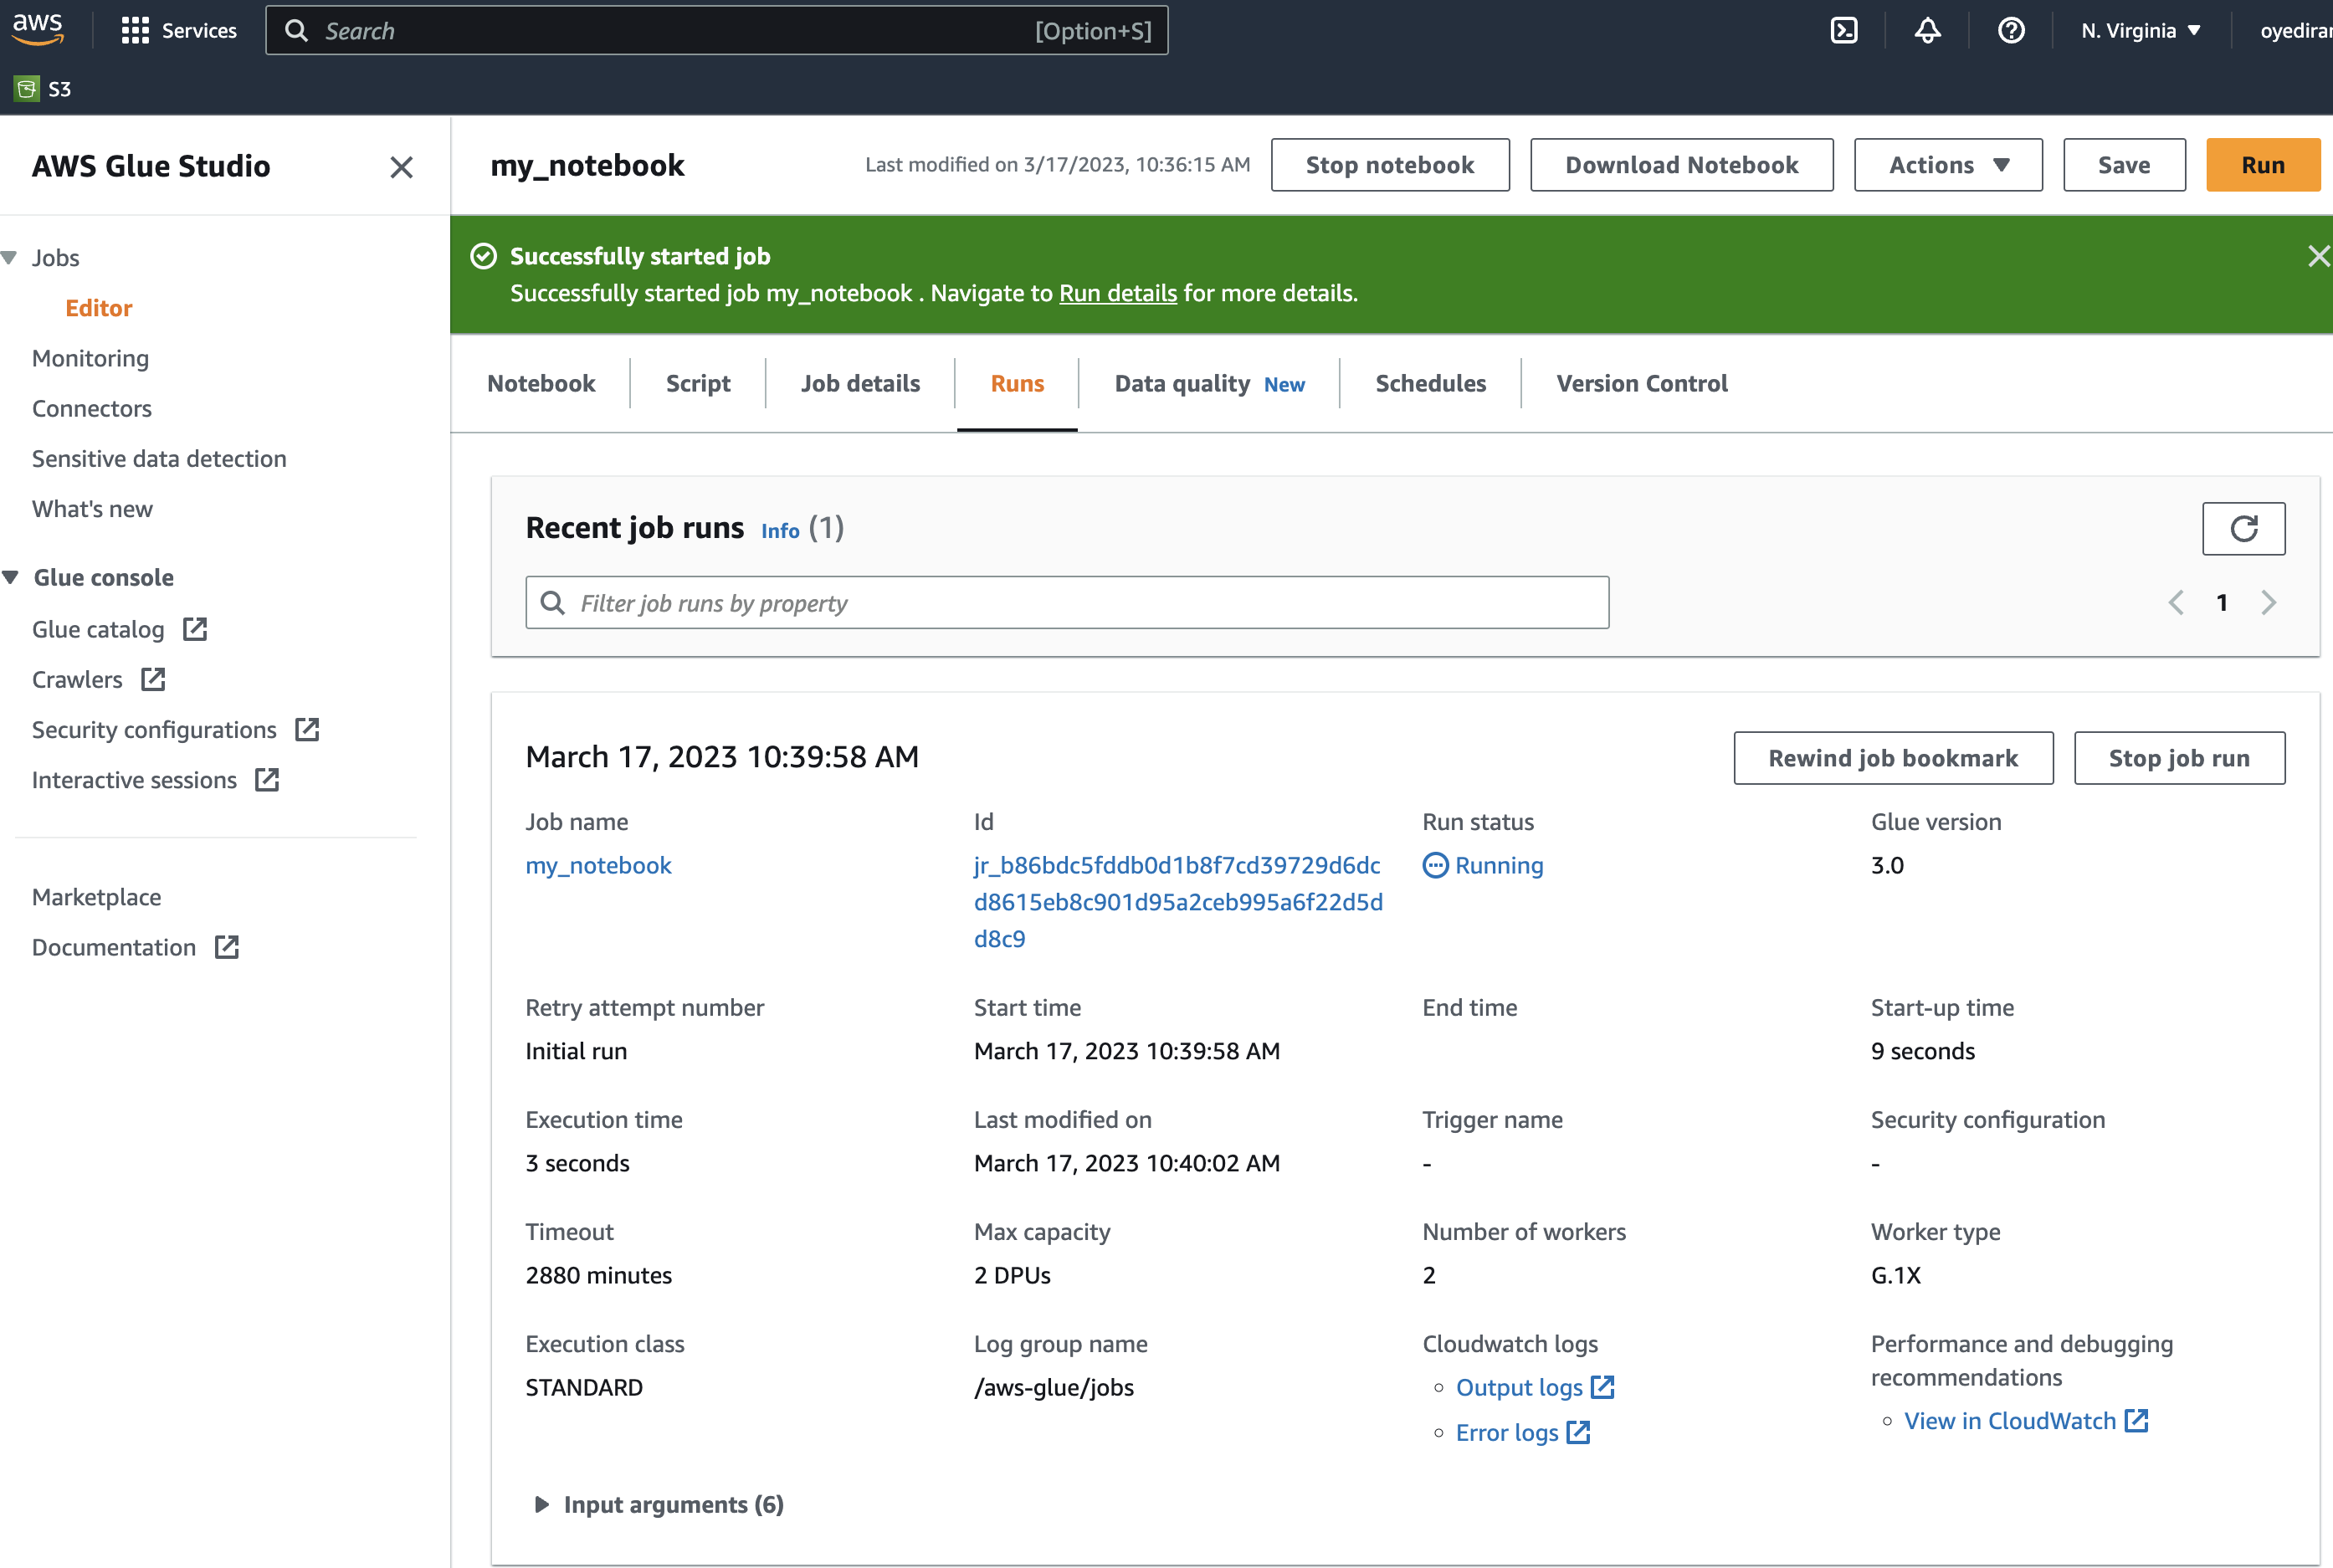 aws
Services
Search [Option+S]
N. Virginia
S3
AWS Glue Studio
Jobs
Editor
Monitoring
Connectors
Sensitive data detection
What's new
Glue console
Glue catalog
Crawlers
Security configurations
Interactive sessions
Marketplace
Documentation
my_notebook
Last modified on 3/17/2023, 10:36:15 AM
Stop notebook
Download Notebook
Actions
Save
Run
Successfully started job
Successfully started job my_notebook . Navigate to Run details for more details.
Notebook
Script
Job details
Runs
Data quality New
Schedules
Version Control
Recent job runs Info (1)
Filter job runs by property
1
March 17, 2023 10:39:58 AM
Rewind job bookmark
Stop job run
Job name
my_notebook
Id
jr_b86bdc5fddb0d1b8f7cd39729d6dc
d8615eb8c901d95a2ceb995a6f22d5d
d8c9
Run status
Running
Glue version
3.0
Retry attempt number
Initial run
Start time
March 17, 2023 10:39:58 AM
End time
Start-up time
9 seconds
Execution time
3 seconds
Last modified on
March 17, 2023 10:40:02 AM
Trigger name
-
Security configuration
-
Timeout
2880 minutes
Max capacity
2 DPUs
Number of workers
2
Worker type
G.1X
Execution class
STANDARD
Log group name
/aws-glue/jobs
Cloudwatch logs
Output logs
Error logs
Performance and debugging
recommendations
View in CloudWatch
Input arguments (6)